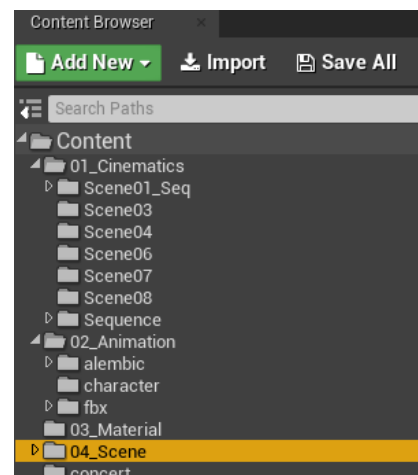 Content Browser
Add New Import Save All
Search Paths
Content
01_Cinematics
Scene01_Seq
Scene03
Scene04
Scene06
Scene07
Scene08
Sequence
02_Animation
alembic
character
fbx
03_Material
04_Scene
concert